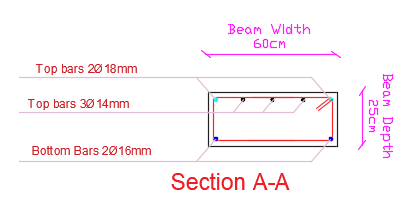 Beam Width
60cm
Top bars 2Ø18mm
Top bars 3Ø14mm
Bottom Bars 2Ø16mm
Beam Depth
25cm
Section A-A